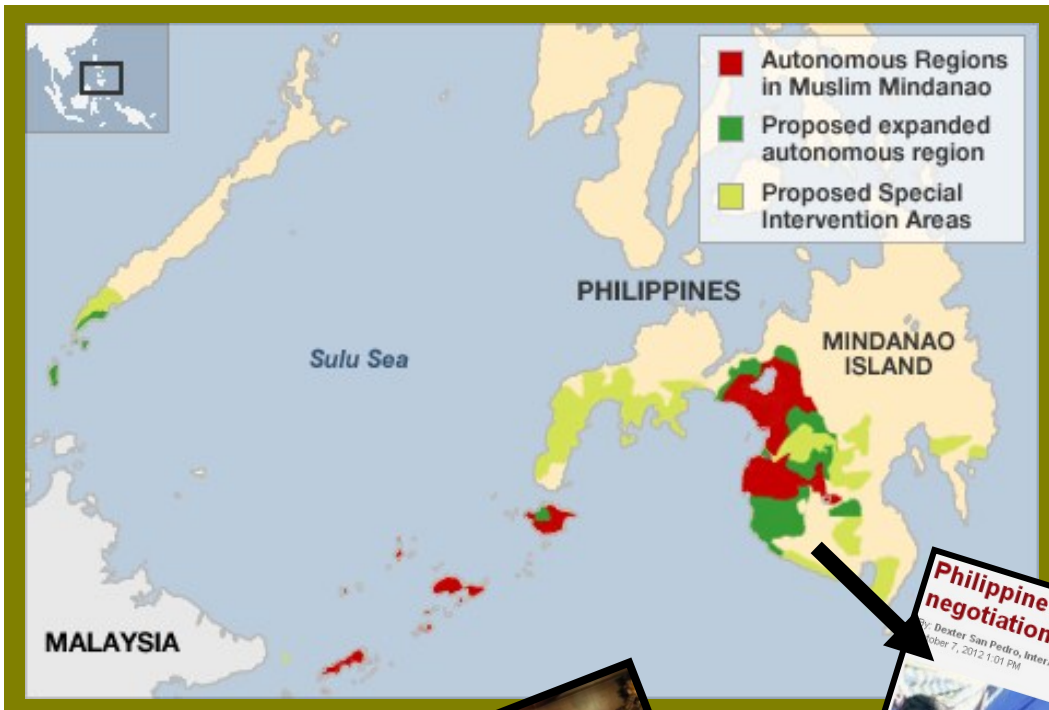 Autonomous Regions
in Muslim Mindanao
Proposed expanded
autonomous region
Proposed Special
Intervention Areas
PHILIPPINES
MINDANAO
ISLAND
Sulu Sea
MALAYSIA
Philippine
negotiation
By: Dexter San Pedro, Inter
October 7, 2012 1:01 PM